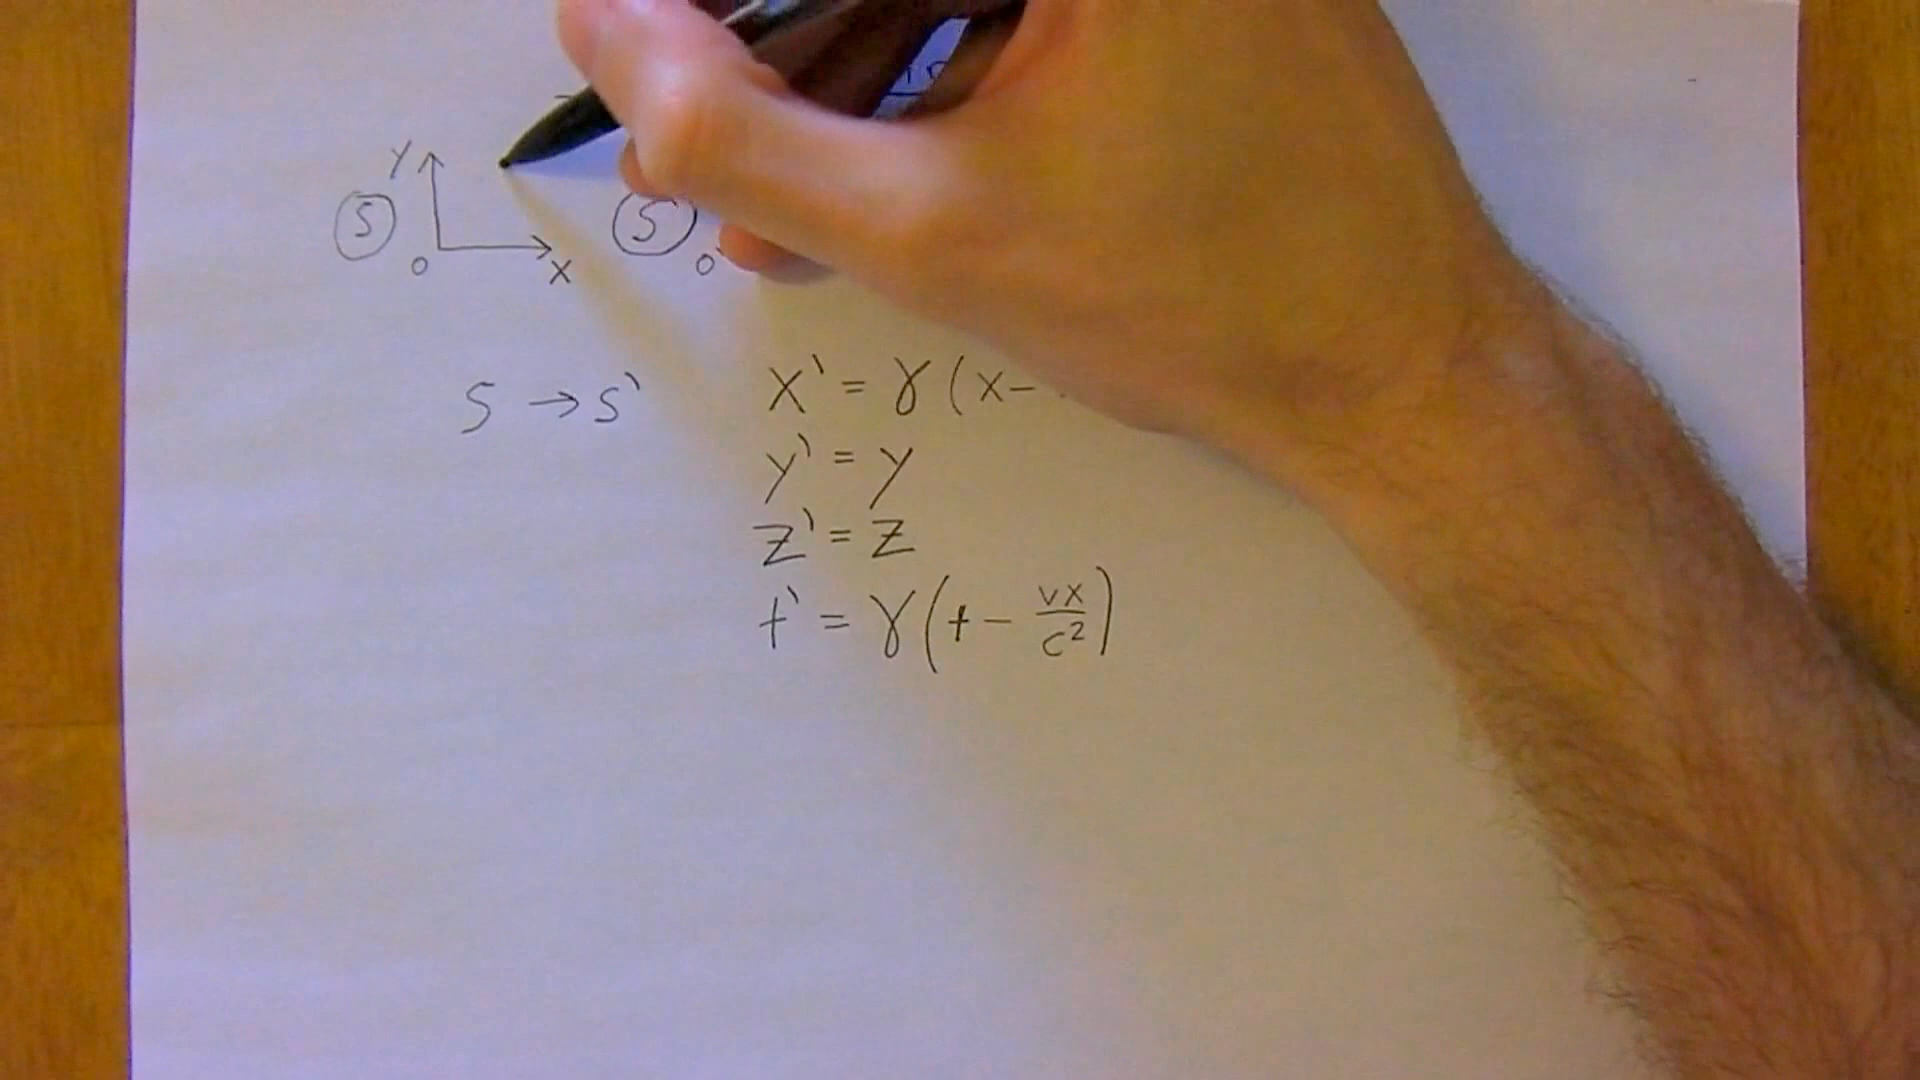 Y S O X
S O
S → S' x' = γ(x-
y' = y
z' = z
t' = γ(t - vx/c²)